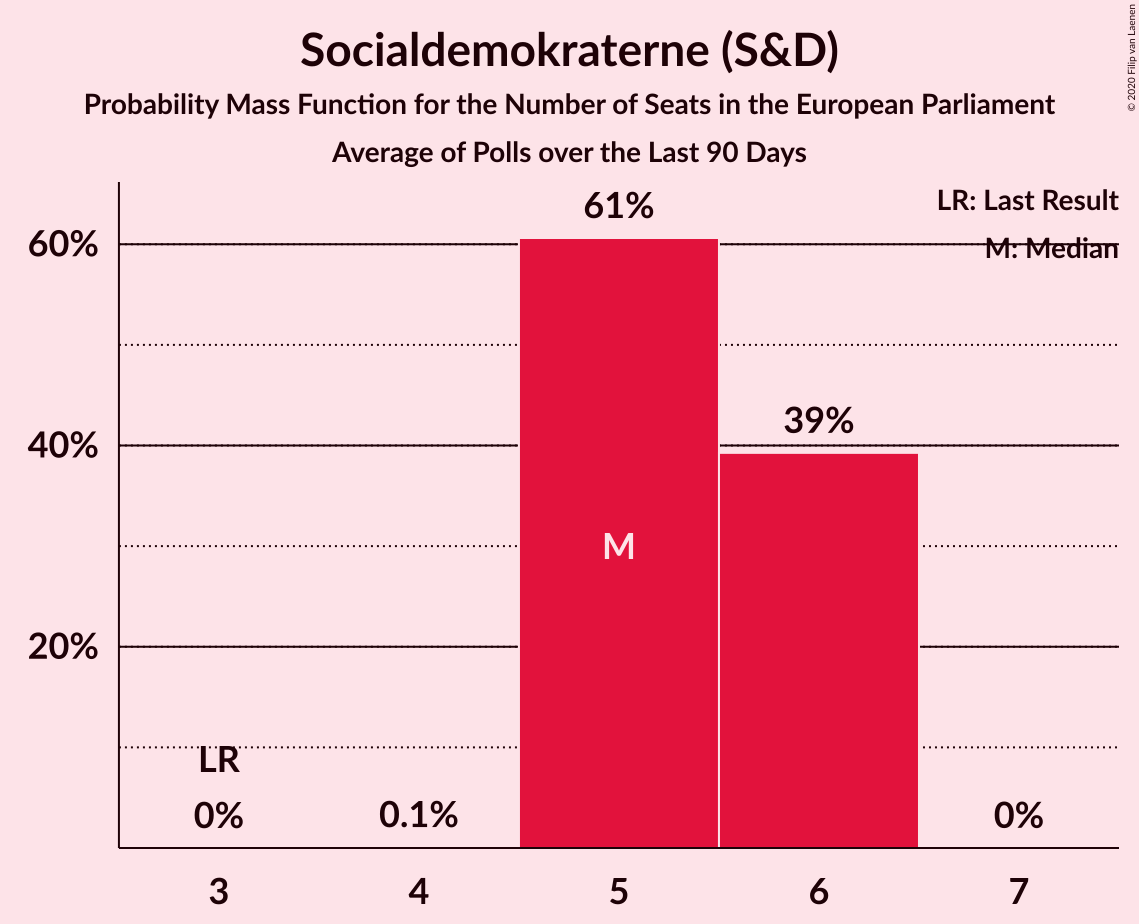 Socialdemokraterne (S&D)
Probability Mass Function for the Number of Seats in the European Parliament
Average of Polls over the Last 90 Days
© 2020 Filip van Laenen
LR: Last Result
M: Median
61%
60%
39%
40%
M
20%
LR
0%
0.1%
0%
3
4
5
6
7